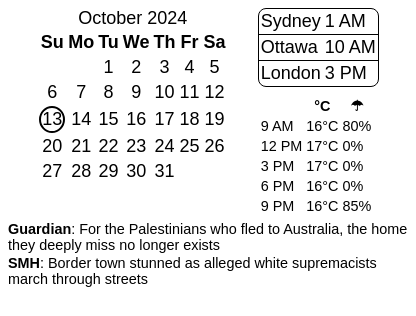 October 2024
Su Mo Tu We Th Fr Sa
1 2 3 4 5
6 7 8 9 10 11 12
13 14 15 16 17 18 19
20 21 22 23 24 25 26
27 28 29 30 31
Sydney 1 AM
Ottawa 10 AM
London 3 PM
°C ☂
9 AM 16°C 80%
12 PM 17°C 0%
3 PM 17°C 0%
6 PM 16°C 0%
9 PM 16°C 85%
Guardian: For the Palestinians who fled to Australia, the home
they deeply miss no longer exists
SMH: Border town stunned as alleged white supremacists
march through streets